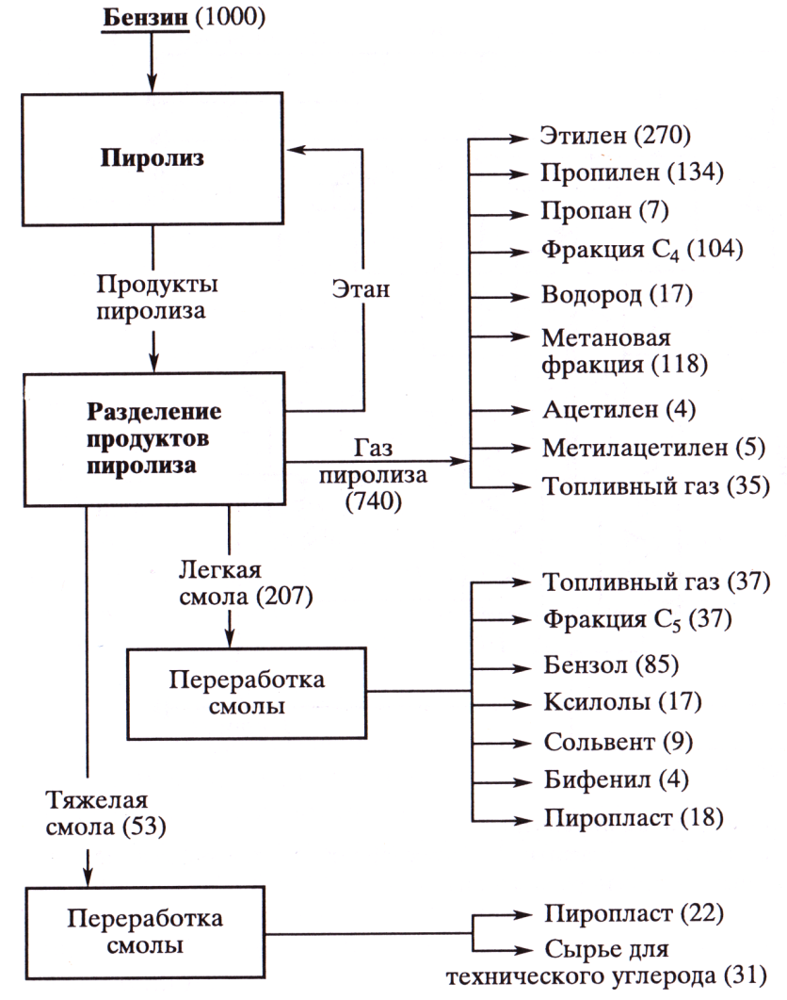 Бензин (1000)
Пиролиз
Продукты
пиролиза
Этан
Разделение
продуктов
пиролиза
Газ
пиролиза
(740)
Этилен (270)
Пропилен (134)
Пропан (7)
Фракция C₄ (104)
Водород (17)
Метановая
фракция (118)
Ацетилен (4)
Метилацетилен (5)
Топливный газ (35)
Легкая
смола (207)
Переработка
смолы
Топливный газ (37)
Фракция C₅ (37)
Бензол (85)
Ксилолы (17)
Сольвент (9)
Бифенил (4)
Пиропласт (18)
Тяжелая
смола (53)
Переработка
смолы
Пиропласт (22)
Сырье для
технического углерода (31)